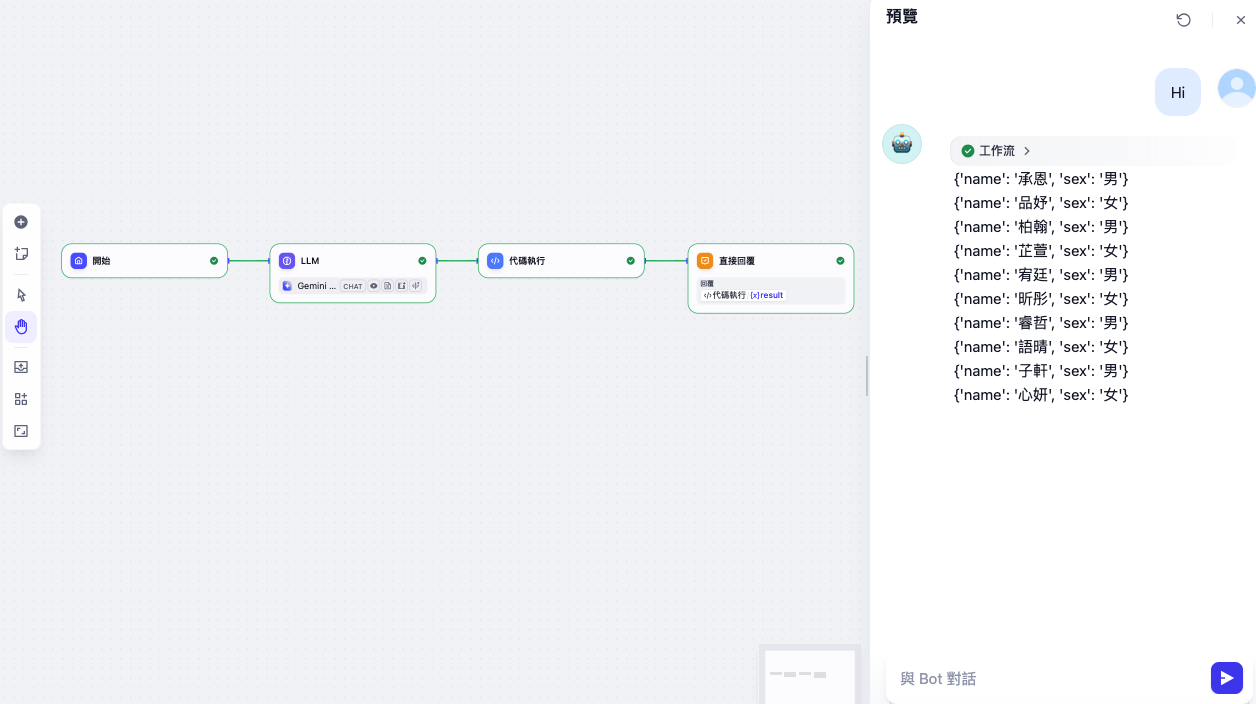 預覽
Hi
工作流
{'name': '承恩', 'sex': '男'}
{'name': '品妤', 'sex': '女'}
{'name': '柏翰', 'sex': '男'}
{'name': '芷萱', 'sex': '女'}
{'name': '宥廷', 'sex': '男'}
{'name': '昕彤', 'sex': '女'}
{'name': '睿哲', 'sex': '男'}
{'name': '語晴', 'sex': '女'}
{'name': '子軒', 'sex': '男'}
{'name': '心妍', 'sex': '女'}
與 Bot 對話
開始
LLM
Gemini ... CHAT
代碼執行
直接回覆
回覆
代碼執行 {x} result